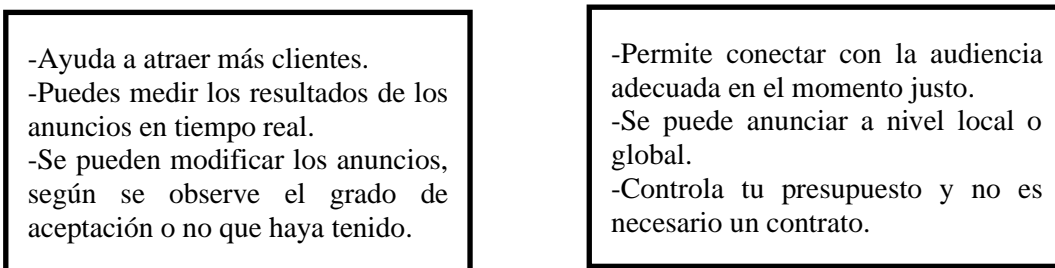 -Ayuda a atraer más clientes.
-Puedes medir los resultados de los
anuncios en tiempo real.
-Se pueden modificar los anuncios,
según se observe el grado de
aceptación o no que haya tenido.
-Permite conectar con la audiencia
adecuada en el momento justo.
-Se puede anunciar a nivel local o
global.
-Controla tu presupuesto y no es
necesario un contrato.